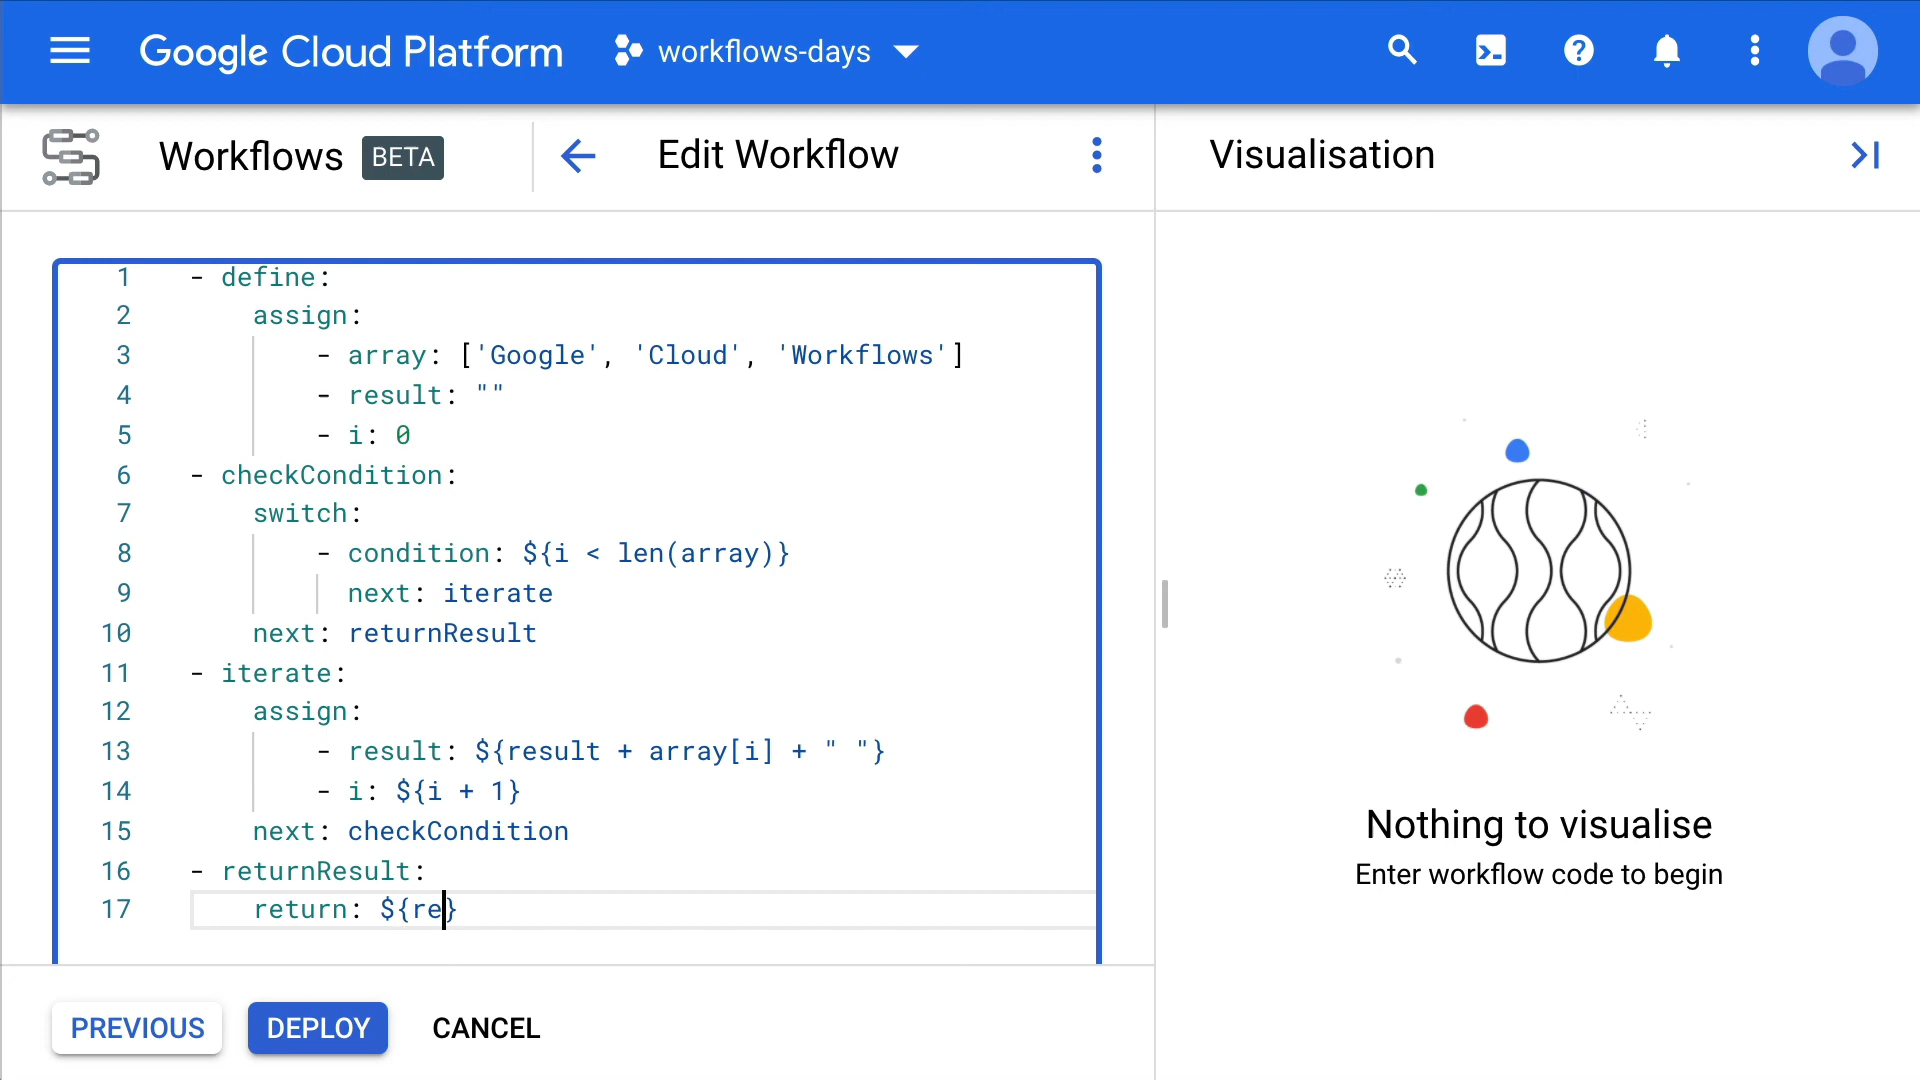 Google Cloud Platform workflows-days
Workflows BETA Edit Workflow Visualisation
1 - define:
2 assign:
3 - array: ['Google', 'Cloud', 'Workflows']
4 - result: ""
5 - i: 0
6 - checkCondition:
7 switch:
8 - condition: ${i < len(array)}
9 next: iterate
10 next: returnResult
11 - iterate:
12 assign:
13 - result: ${result + array[i] + " "}
14 - i: ${i + 1}
15 next: checkCondition
16 - returnResult:
17 return: ${re}
Nothing to visualise
Enter workflow code to begin
PREVIOUS DEPLOY CANCEL